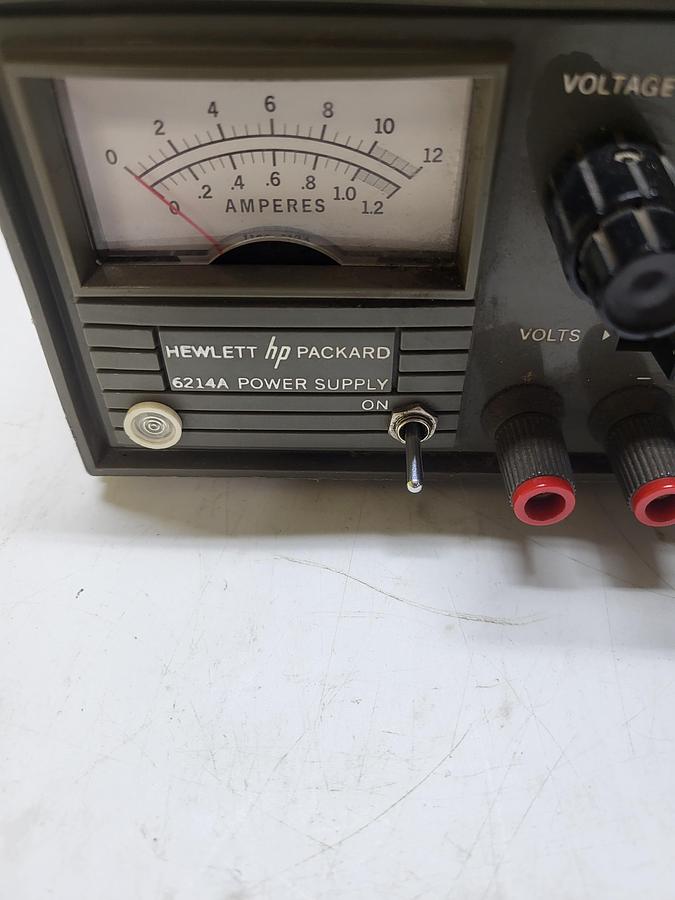 VOLTAGE
0 2 4 6 8 10 12
0 .2 .4 .6 .8 1.0 1.2
AMPERES
VOLTS
HEWLETT hp PACKARD
6214A POWER SUPPLY
ON
+ −